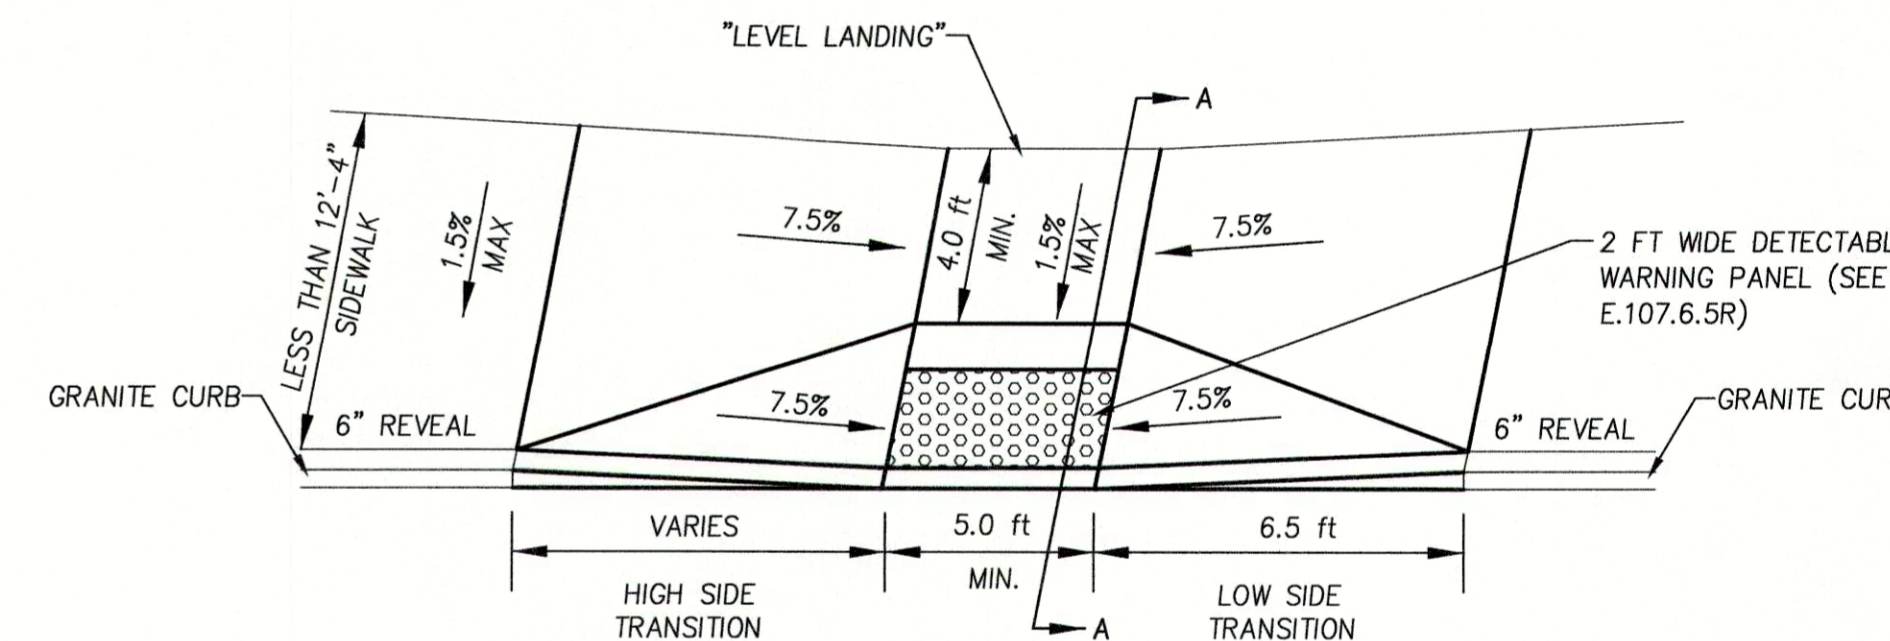 "LEVEL LANDING"
A
LESS THAN 12'-4"
SIDEWALK
1.5%
MAX
7.5%
4.0 ft
MIN.
1.5%
MAX
7.5%
2 FT WIDE DETECTABL
WARNING PANEL (SEE
E.107.6.5R)
GRANITE CURB
6" REVEAL
7.5%
7.5%
6" REVEAL
GRANITE CUR
VARIES
5.0 ft
MIN.
6.5 ft
HIGH SIDE
TRANSITION
A
LOW SIDE
TRANSITION